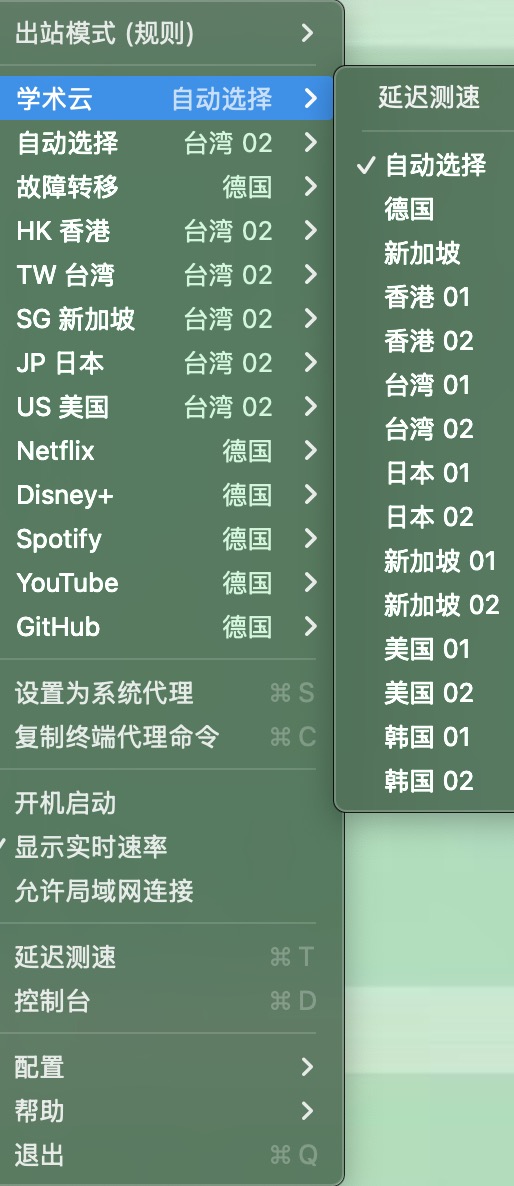 出站模式 (规则)
学术云 自动选择
自动选择 台湾 02
故障转移 德国
HK 香港 台湾 02
TW 台湾 台湾 02
SG 新加坡 台湾 02
JP 日本 台湾 02
US 美国 台湾 02
Netflix 德国
Disney+ 德国
Spotify 德国
YouTube 德国
GitHub 德国
设置为系统代理 ⌘ S
复制终端代理命令 ⌘ C
开机启动
显示实时速率
允许局域网连接
延迟测速 ⌘ T
控制台 ⌘ D
配置
帮助
退出 ⌘ Q
延迟测速
自动选择
德国
新加坡
香港 01
香港 02
台湾 01
台湾 02
日本 01
日本 02
新加坡 01
新加坡 02
美国 01
美国 02
韩国 01
韩国 02